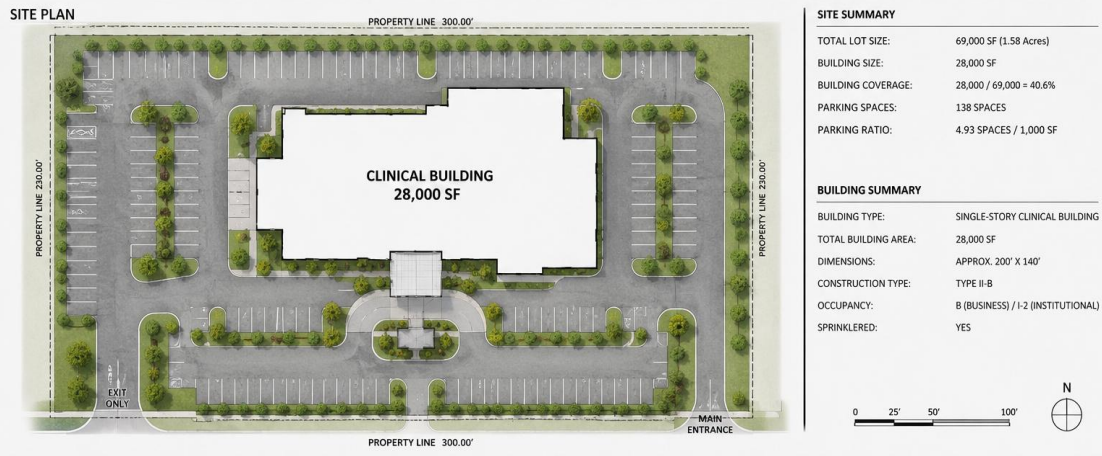 SITE PLAN
PROPERTY LINE 300.00'
PROPERTY LINE 230.00'
CLINICAL BUILDING
28,000 SF
PROPERTY LINE 230.00'
EXIT
ONLY
MAIN
ENTRANCE
PROPERTY LINE 300.00'
SITE SUMMARY
TOTAL LOT SIZE: 69,000 SF (1.58 Acres)
BUILDING SIZE: 28,000 SF
BUILDING COVERAGE: 28,000 / 69,000 = 40.6%
PARKING SPACES: 138 SPACES
PARKING RATIO: 4.93 SPACES / 1,000 SF
BUILDING SUMMARY
BUILDING TYPE: SINGLE-STORY CLINICAL BUILDING
TOTAL BUILDING AREA: 28,000 SF
DIMENSIONS: APPROX. 200' X 140'
CONSTRUCTION TYPE: TYPE II-B
OCCUPANCY: B (BUSINESS) / I-2 (INSTITUTIONAL)
SPRINKLERED: YES
N
0 25' 50' 100'